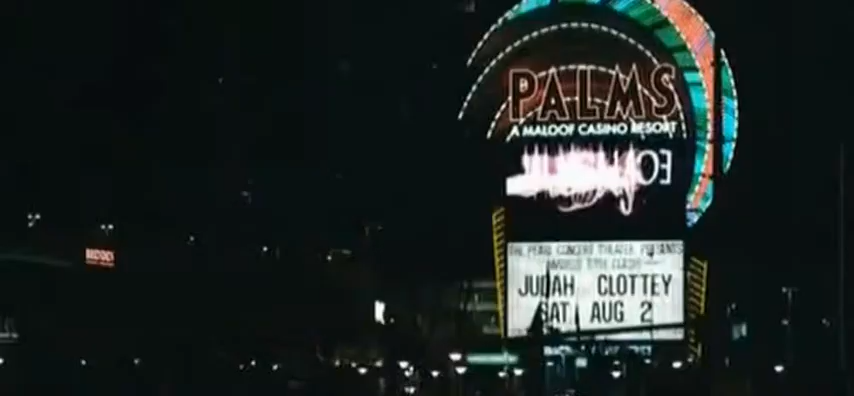 PALMS
A MALOOF CASINO RESORT
THE PEARL CONCERT THEATER PRESENTS
WORLD TITLE CLASH
JUDAH CLOTTEY
SAT AUG 2